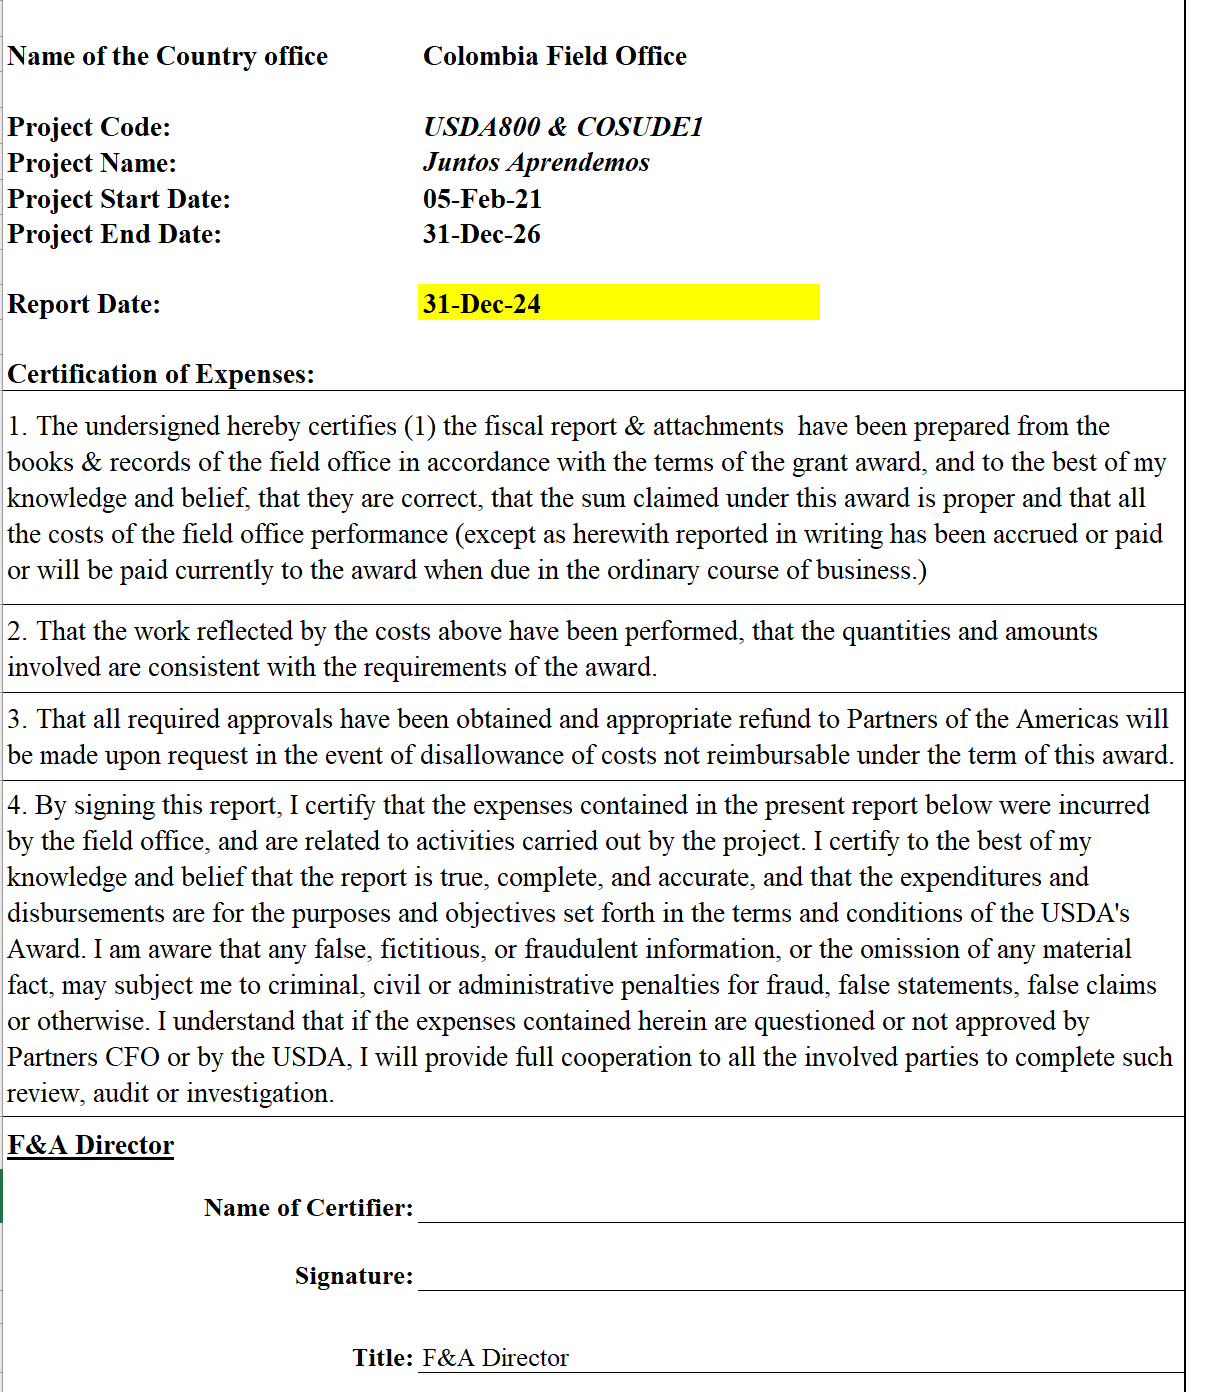 Name of the Country office Colombia Field Office
Project Code: USDA800 & COSUDE1
Project Name: Juntos Aprendemos
Project Start Date: 05-Feb-21
Project End Date: 31-Dec-26
Report Date: 31-Dec-24
Certification of Expenses:
1. The undersigned hereby certifies (1) the fiscal report & attachments  have been prepared from the
books & records of the field office in accordance with the terms of the grant award, and to the best of my
knowledge and belief, that they are correct, that the sum claimed under this award is proper and that all
the costs of the field office performance (except as herewith reported in writing has been accrued or paid
or will be paid currently to the award when due in the ordinary course of business.)
2. That the work reflected by the costs above have been performed, that the quantities and amounts
involved are consistent with the requirements of the award.
3. That all required approvals have been obtained and appropriate refund to Partners of the Americas will
be made upon request in the event of disallowance of costs not reimbursable under the term of this award.
4. By signing this report, I certify that the expenses contained in the present report below were incurred
by the field office, and are related to activities carried out by the project. I certify to the best of my
knowledge and belief that the report is true, complete, and accurate, and that the expenditures and
disbursements are for the purposes and objectives set forth in the terms and conditions of the USDA's
Award. I am aware that any false, fictitious, or fraudulent information, or the omission of any material
fact, may subject me to criminal, civil or administrative penalties for fraud, false statements, false claims
or otherwise. I understand that if the expenses contained herein are questioned or not approved by
Partners CFO or by the USDA, I will provide full cooperation to all the involved parties to complete such
review, audit or investigation.
F&A Director
Name of Certifier:
Signature:
Title: F&A Director